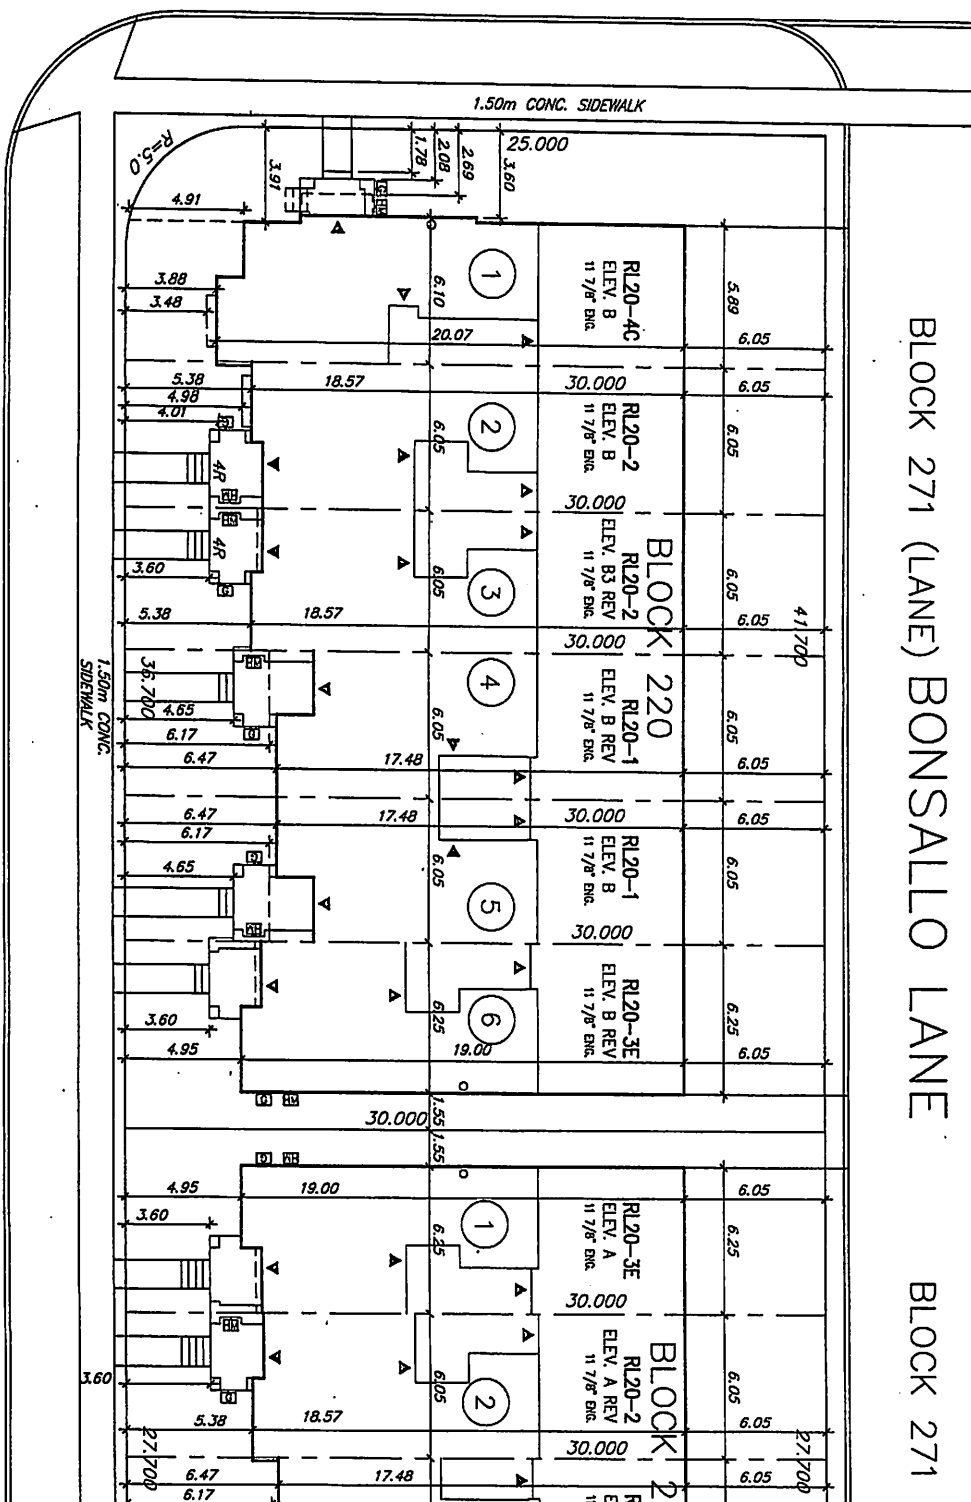 1.50m CONC. SIDEWALK
R=5.0
3.91
1.78
2.08
2.69
3.60
25.000
4.91
3.88
3.48
6.10
20.07
5.89
6.05
1
RL20-4C
ELEV. B
11 7/8" ENG.
5.38
18.57
30.000
6.05
4.98
4.01
2
RL20-2
ELEV. B
11 7/8" ENG.
6.05
6.05
4R
30.000
4R
3
RL20-2
ELEV. B3 REV
11 7/8" ENG.
6.05
6.05
3.60
5.38
18.57
6.05
41.700
BLOCK 220
30.000
1.50m CONC.
SIDEWALK
36.700
4
RL20-1
ELEV. B REV
11 7/8" ENG.
6.05
6.05
4.65
6.17
6.47
17.48
6.05
6.47
17.48
30.000
6.05
6.17
4.65
5
RL20-1
ELEV. B
11 7/8" ENG.
6.05
6.05
30.000
6
RL20-3E
ELEV. B REV
11 7/8" ENG.
6.25
6.25
3.60
4.95
19.00
6.05
30.000
1.55
1.55
4.95
19.00
6.05
3.60
1
RL20-3E
ELEV. A
11 7/8" ENG.
6.25
6.25
30.000
2
RL20-2
ELEV. A REV
11 7/8" ENG.
6.05
6.05
3.60
5.38
18.57
6.05
27.700
27.700
BLOCK 2
30.000
6.47
17.48
6.05
6.17
BLOCK 271 (LANE) BONSALLO LANE
BLOCK 271